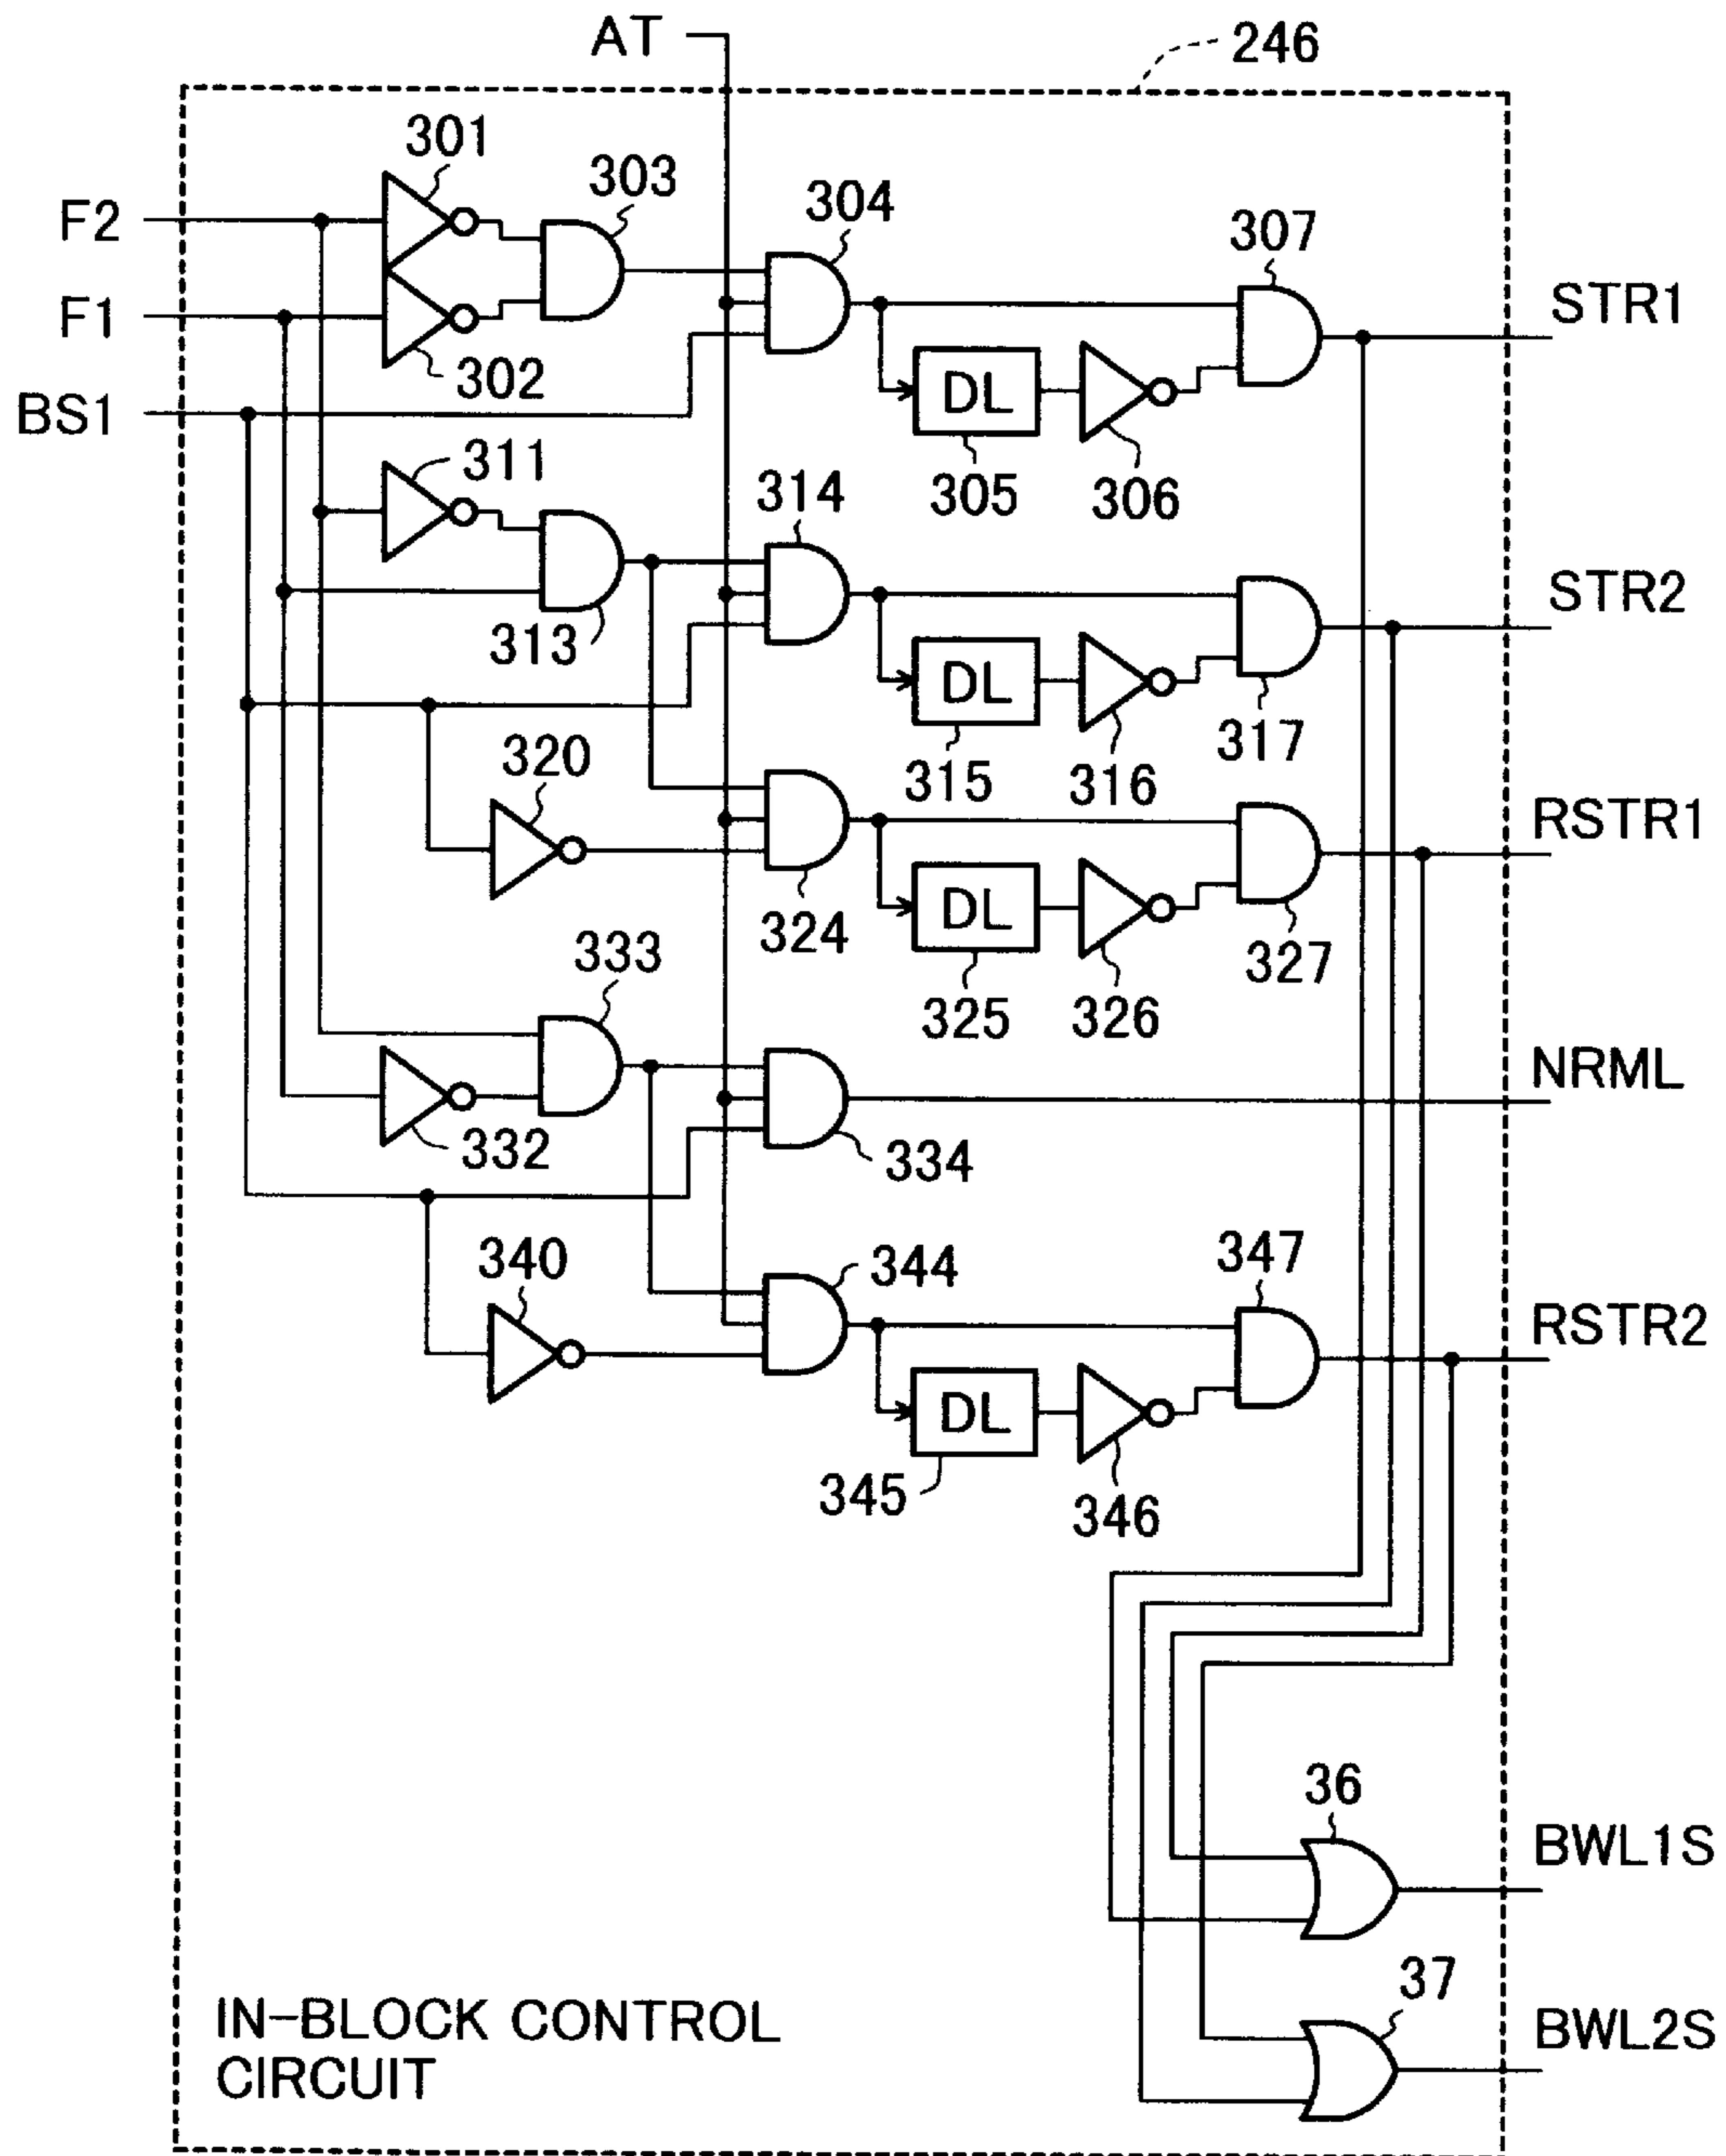 AT
246
301
303
F2
304
307
STR1
F1
302
BS1
DL
311
305
306
314
STR2
313
DL
317
320
315
316
RSTR1
DL
324
327
333
325
326
NRML
332
334
340
344
347
RSTR2
DL
345
346
36
BWL1S
37
BWL2S
IN-BLOCK CONTROL
CIRCUIT